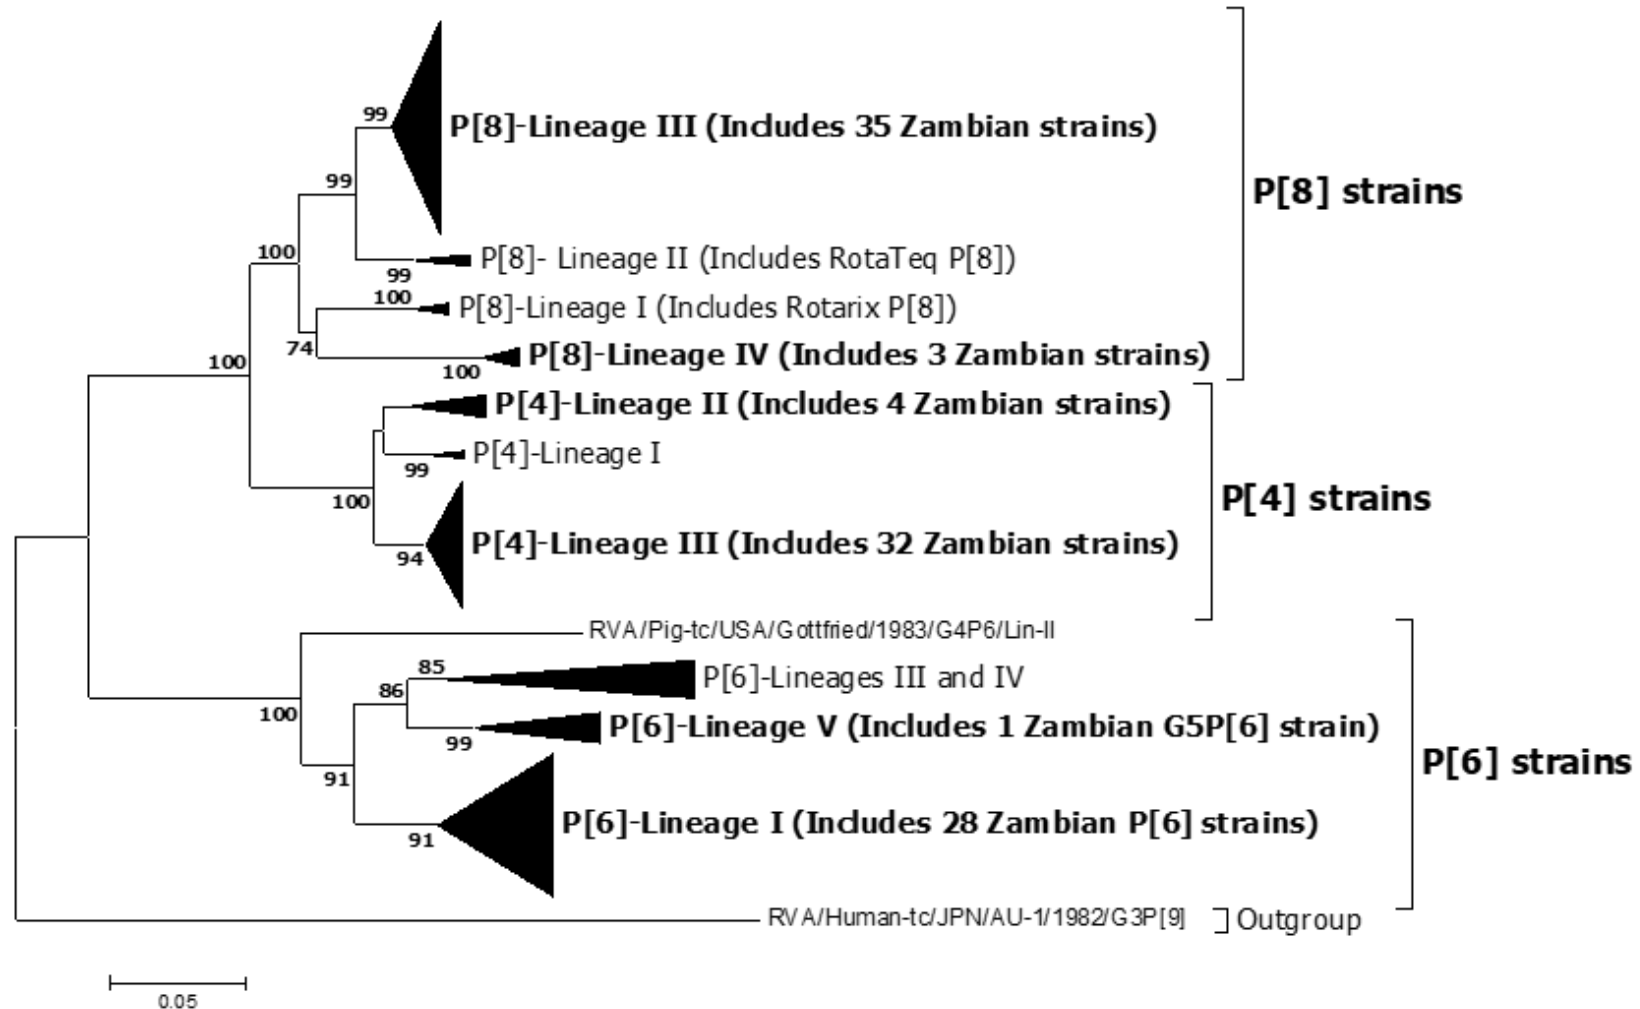 99
P[8]-Lineage III (Includes 35 Zambian strains)
99
P[8] strains
100
P[8]- Lineage II (Includes RotaTeq P[8])
99
100
P[8]-Lineage I (Includes Rotarix P[8])
74
P[8]-Lineage IV (Includes 3 Zambian strains)
100
100
P[4]-Lineage II (Includes 4 Zambian strains)
P[4]-Lineage I
99
100
P[4] strains
P[4]-Lineage III (Includes 32 Zambian strains)
94
RVA/Pig-tc/USA/Gottfried/1983/G4P6/Lin-II
85
P[6]-Lineages III and IV
86
100
P[6]-Lineage V (Includes 1 Zambian G5P[6] strain)
99
P[6] strains
91
P[6]-Lineage I (Includes 28 Zambian P[6] strains)
91
RVA/Human-tc/JPN/AU-1/1982/G3P[9]
Outgroup
0.05